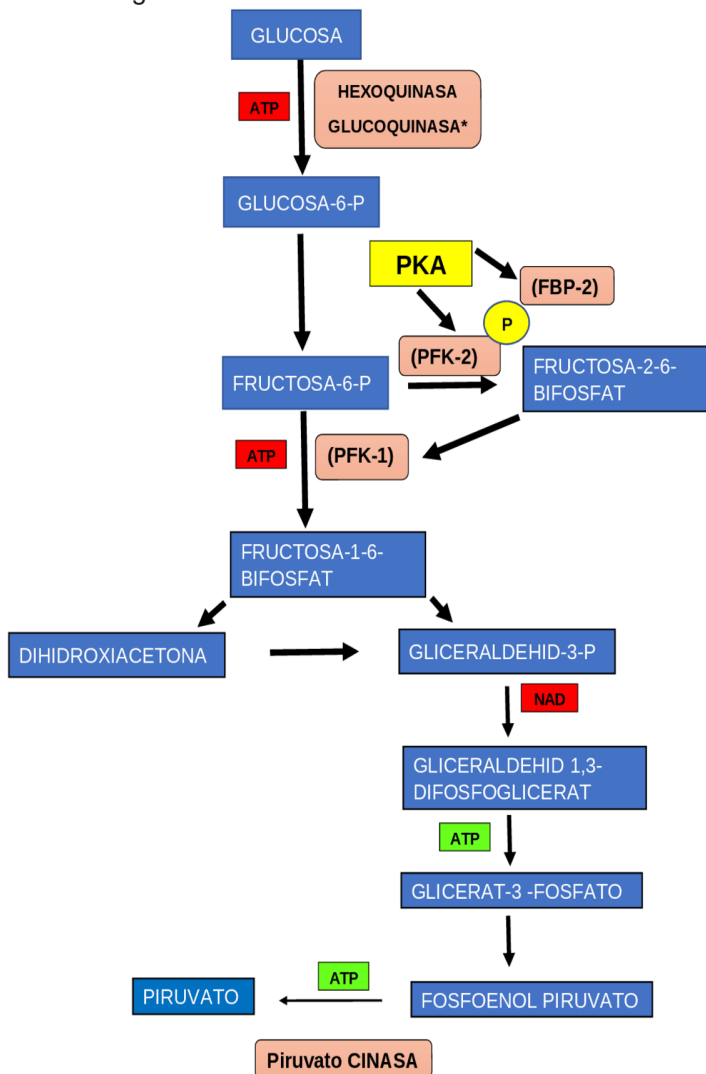 GLUCOSA
ATP
HEXOQUINASA
GLUCOQUINASA*
GLUCOSA-6-P
PKA
(FBP-2)
P
(PFK-2)
FRUCTOSA-2-6-
BIFOSFAT
FRUCTOSA-6-P
ATP
(PFK-1)
FRUCTOSA-1-6-
BIFOSFAT
DIHIDROXIACETONA
GLICERALDEHID-3-P
NAD
GLICERALDEHID 1,3-
DIFOSFOGLICERAT
ATP
GLICERAT-3 -FOSFATO
ATP
PIRUVATO
FOSFOENOL PIRUVATO
Piruvato CINASA